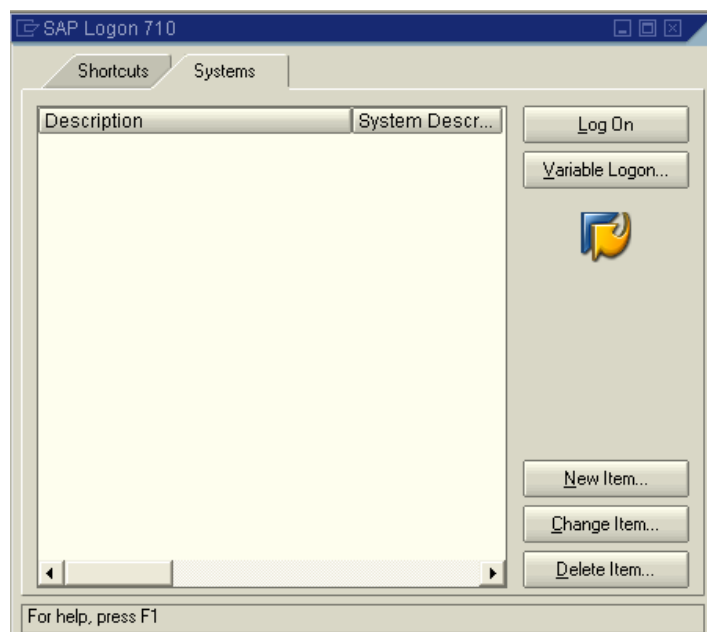 SAP Logon 710
Shortcuts Systems
Description System Descr...
Log On
Variable Logon...
New Item...
Change Item...
Delete Item...
For help, press F1